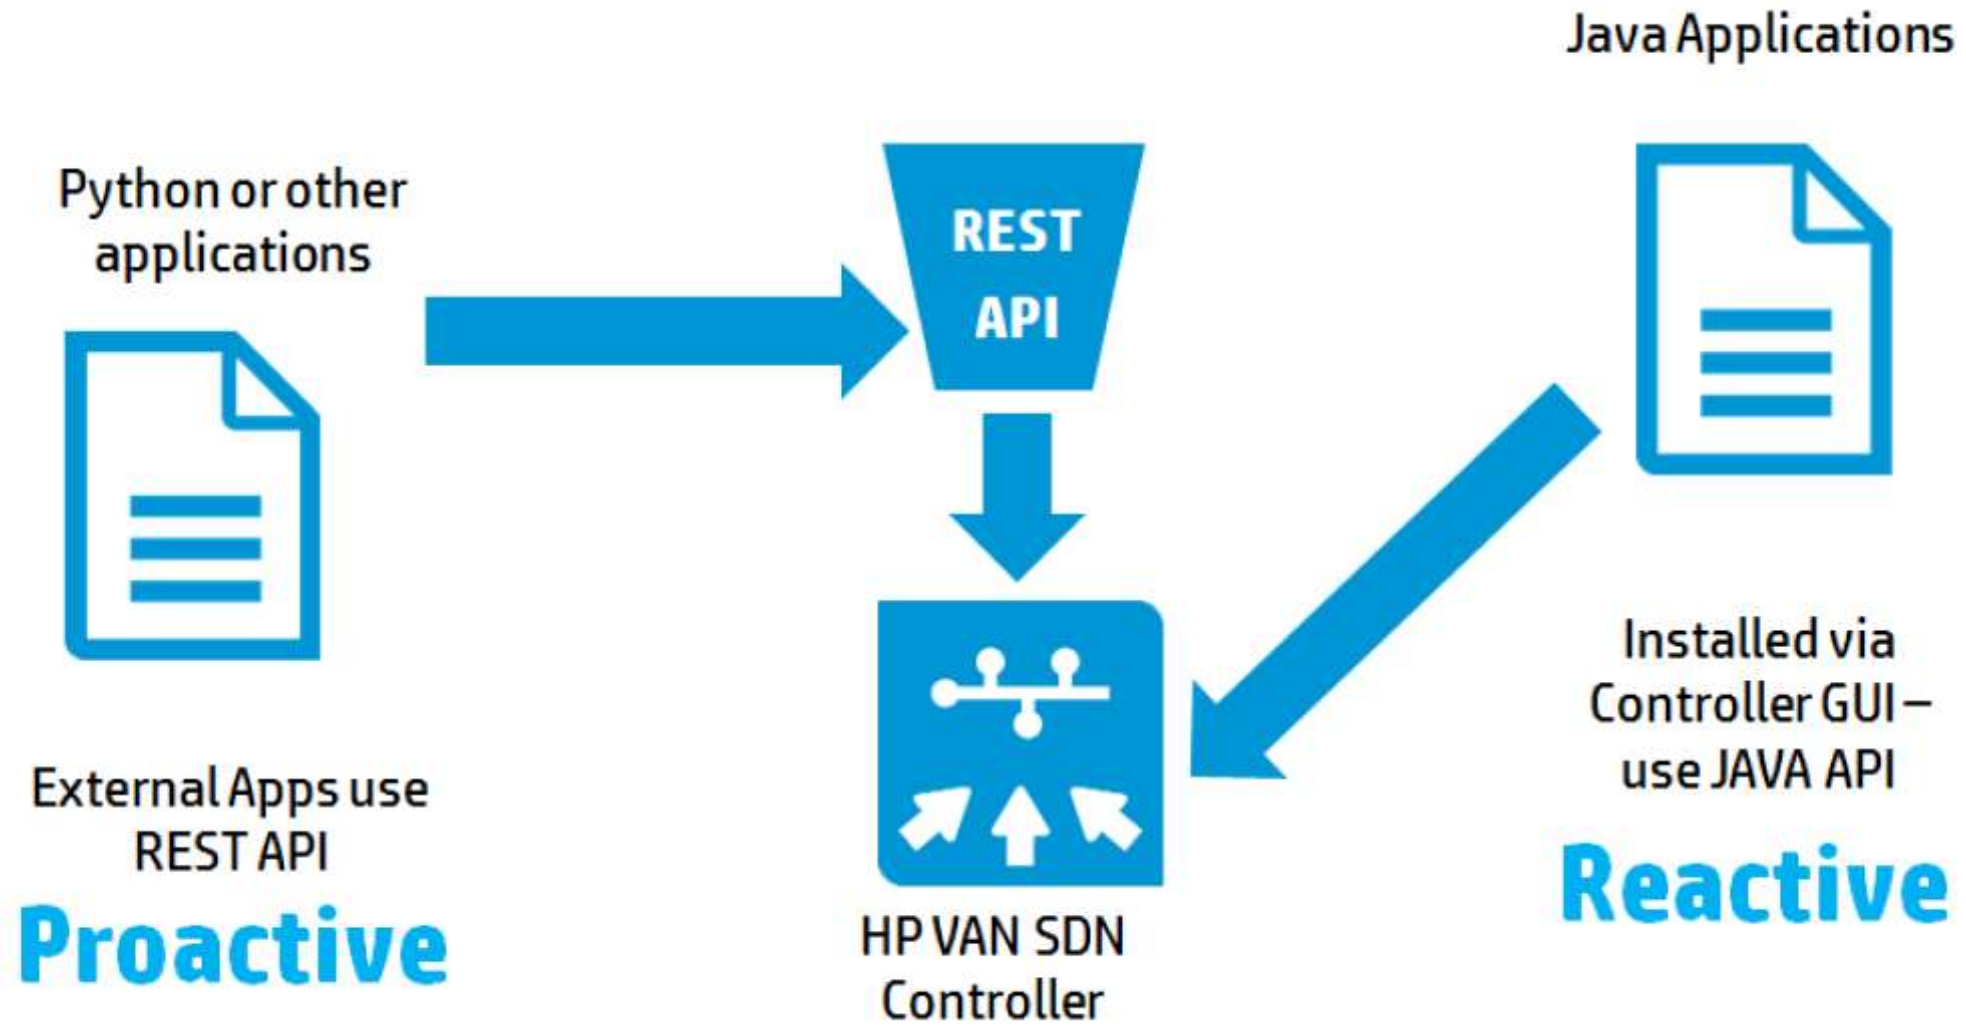 Python or other
applications
External Apps use
REST API
Proactive
REST
API
HP VAN SDN
Controller
Java Applications
Installed via
Controller GUI –
use JAVA API
Reactive